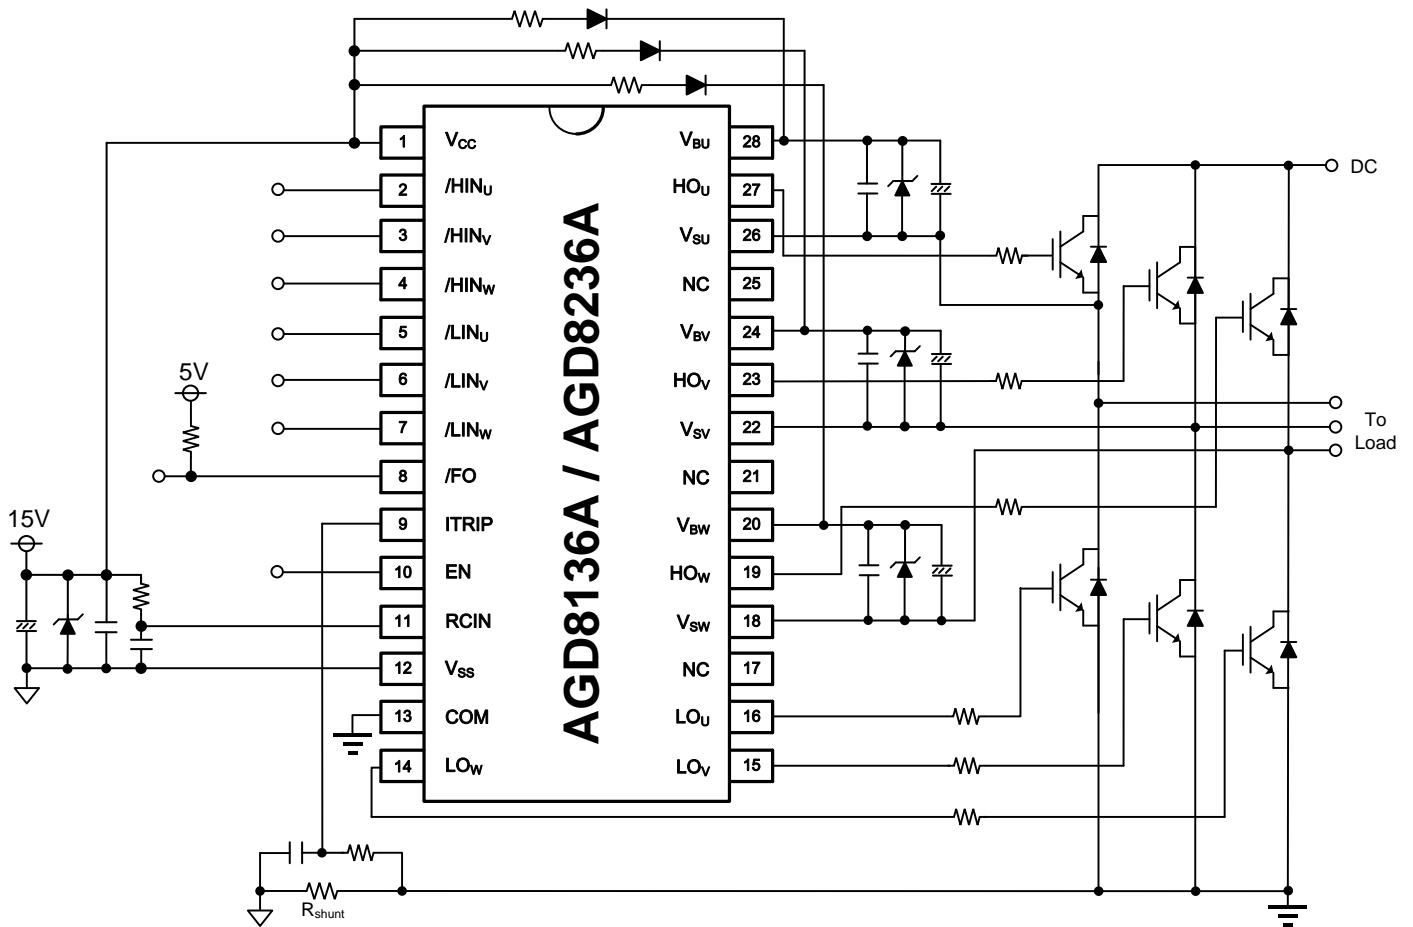 1 V_CC
2 /HIN_U
3 /HIN_V
4 /HIN_W
5 /LIN_U
6 /LIN_V
7 /LIN_W
8 /FO
9 ITRIP
10 EN
11 RCIN
12 V_SS
13 COM
14 LO_W
5V
15V
AGD8136A / AGD8236A
V_BU 28
HO_U 27
V_SU 26
NC 25
V_BV 24
HO_V 23
V_SV 22
NC 21
V_BW 20
HO_W 19
V_SW 18
NC 17
LO_U 16
LO_V 15
DC
To
Load
R_shunt